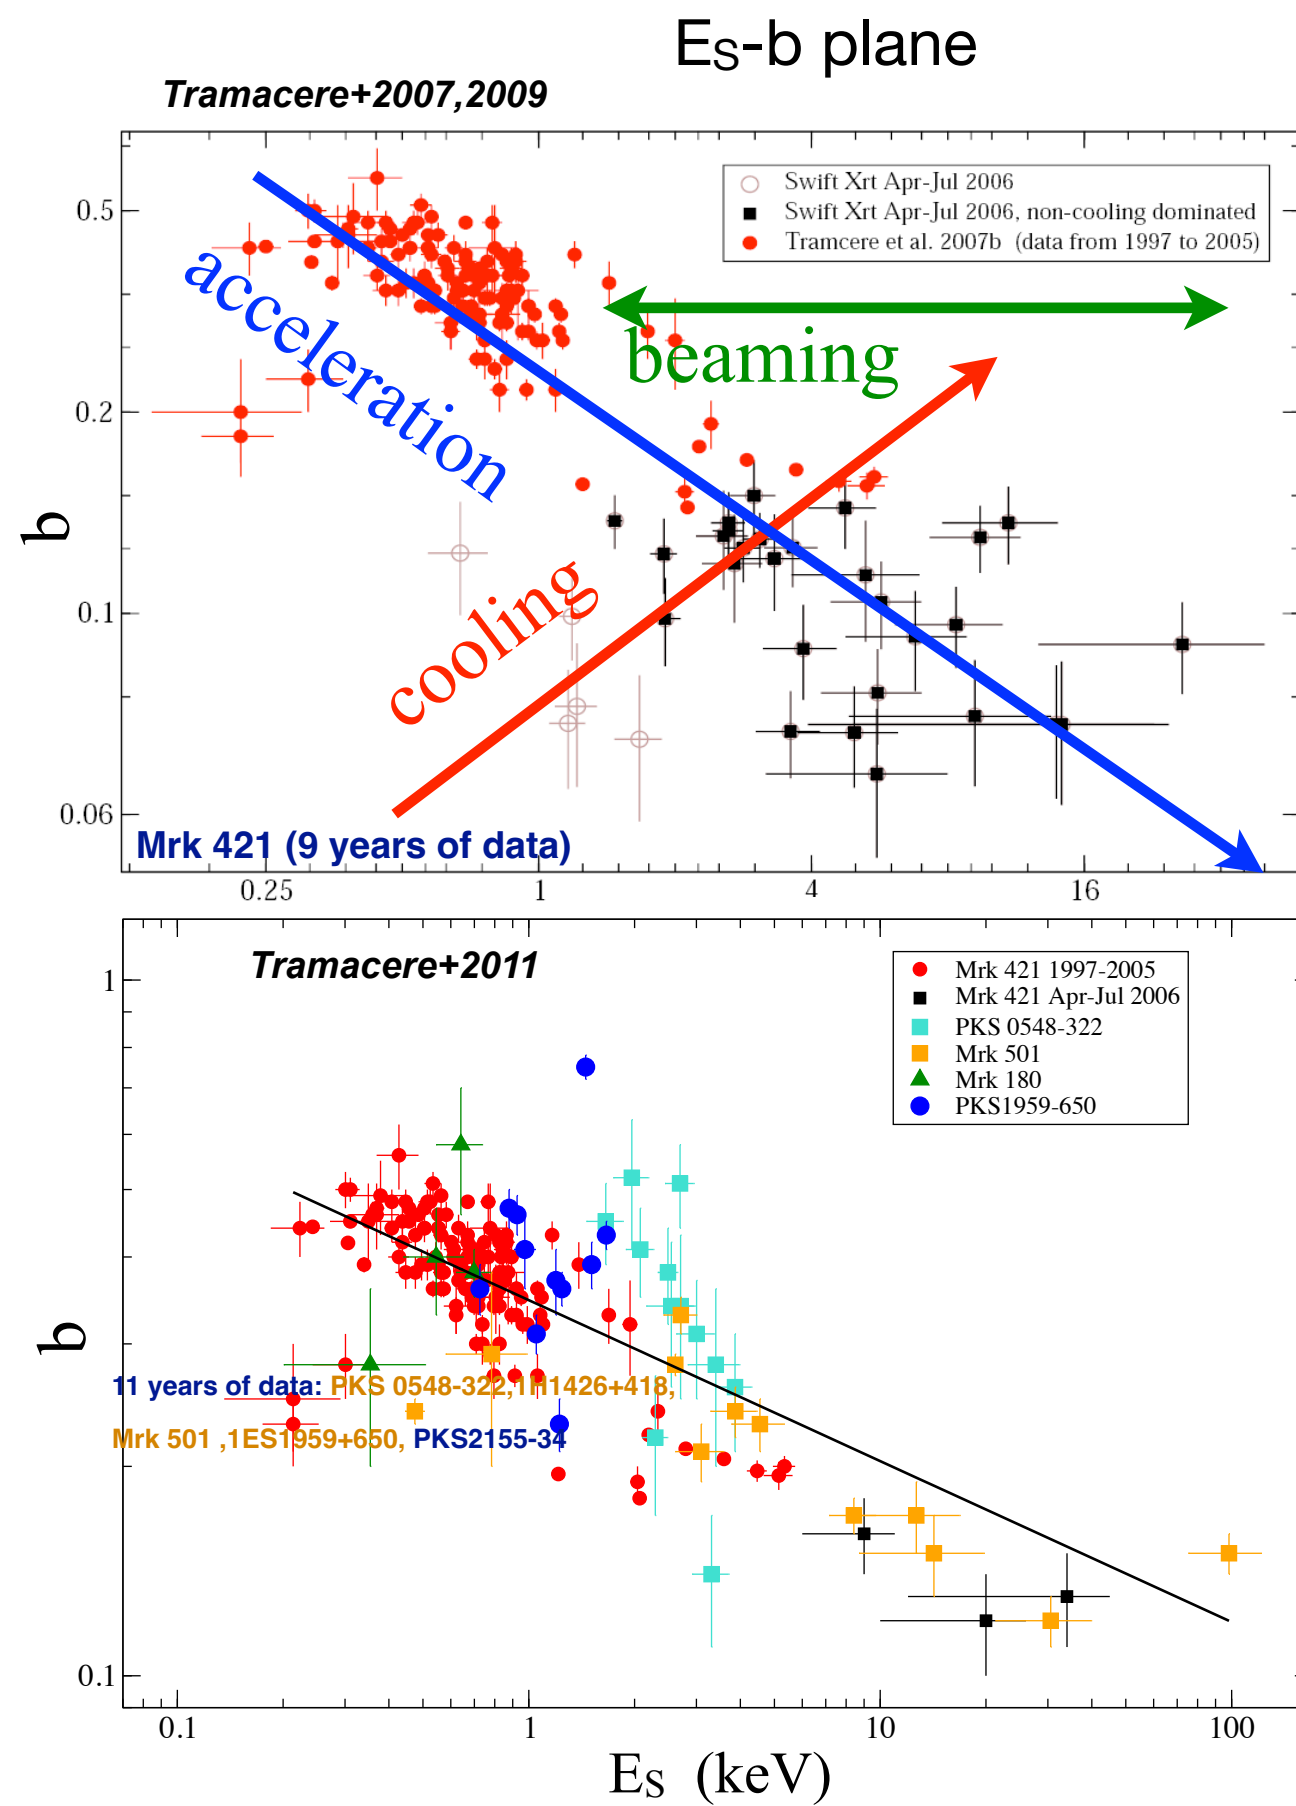 Es-b plane
Tramacere+2007,2009
Swift Xrt Apr-Jul 2006
Swift Xrt Apr-Jul 2006, non-cooling dominated
Tramcere et al. 2007b (data from 1997 to 2005)
0.5
acceleration
beaming
0.2
b
cooling
0.1
0.06
Mrk 421 (9 years of data)
0.25 1 4 16
Tramacere+2011
1
Mrk 421 1997-2005
Mrk 421 Apr-Jul 2006
PKS 0548-322
Mrk 501
Mrk 180
PKS1959-650
b
11 years of data: PKS 0548-322,1H1426+418,
Mrk 501 ,1ES1959+650, PKS2155-34
0.1
0.1 1 10 100
Es (keV)